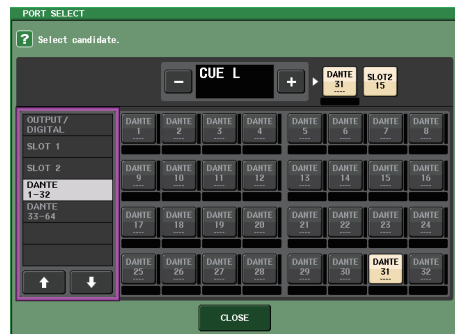 PORT SELECT
? Select candidate.
− CUE L + DANTE 31 ---- SLOT2 15
OUTPUT/
DIGITAL
SLOT 1
SLOT 2
DANTE
1-32
DANTE
33-64
DANTE 1 ---- DANTE 2 ---- DANTE 3 ---- DANTE 4 ---- DANTE 5 ---- DANTE 6 ---- DANTE 7 ---- DANTE 8 ----
DANTE 9 ---- DANTE 10 ---- DANTE 11 ---- DANTE 12 ---- DANTE 13 ---- DANTE 14 ---- DANTE 15 ---- DANTE 16 ----
DANTE 17 ---- DANTE 18 ---- DANTE 19 ---- DANTE 20 ---- DANTE 21 ---- DANTE 22 ---- DANTE 23 ---- DANTE 24 ----
DANTE 25 ---- DANTE 26 ---- DANTE 27 ---- DANTE 28 ---- DANTE 29 ---- DANTE 30 ---- DANTE 31 ---- DANTE 32 ----
CLOSE